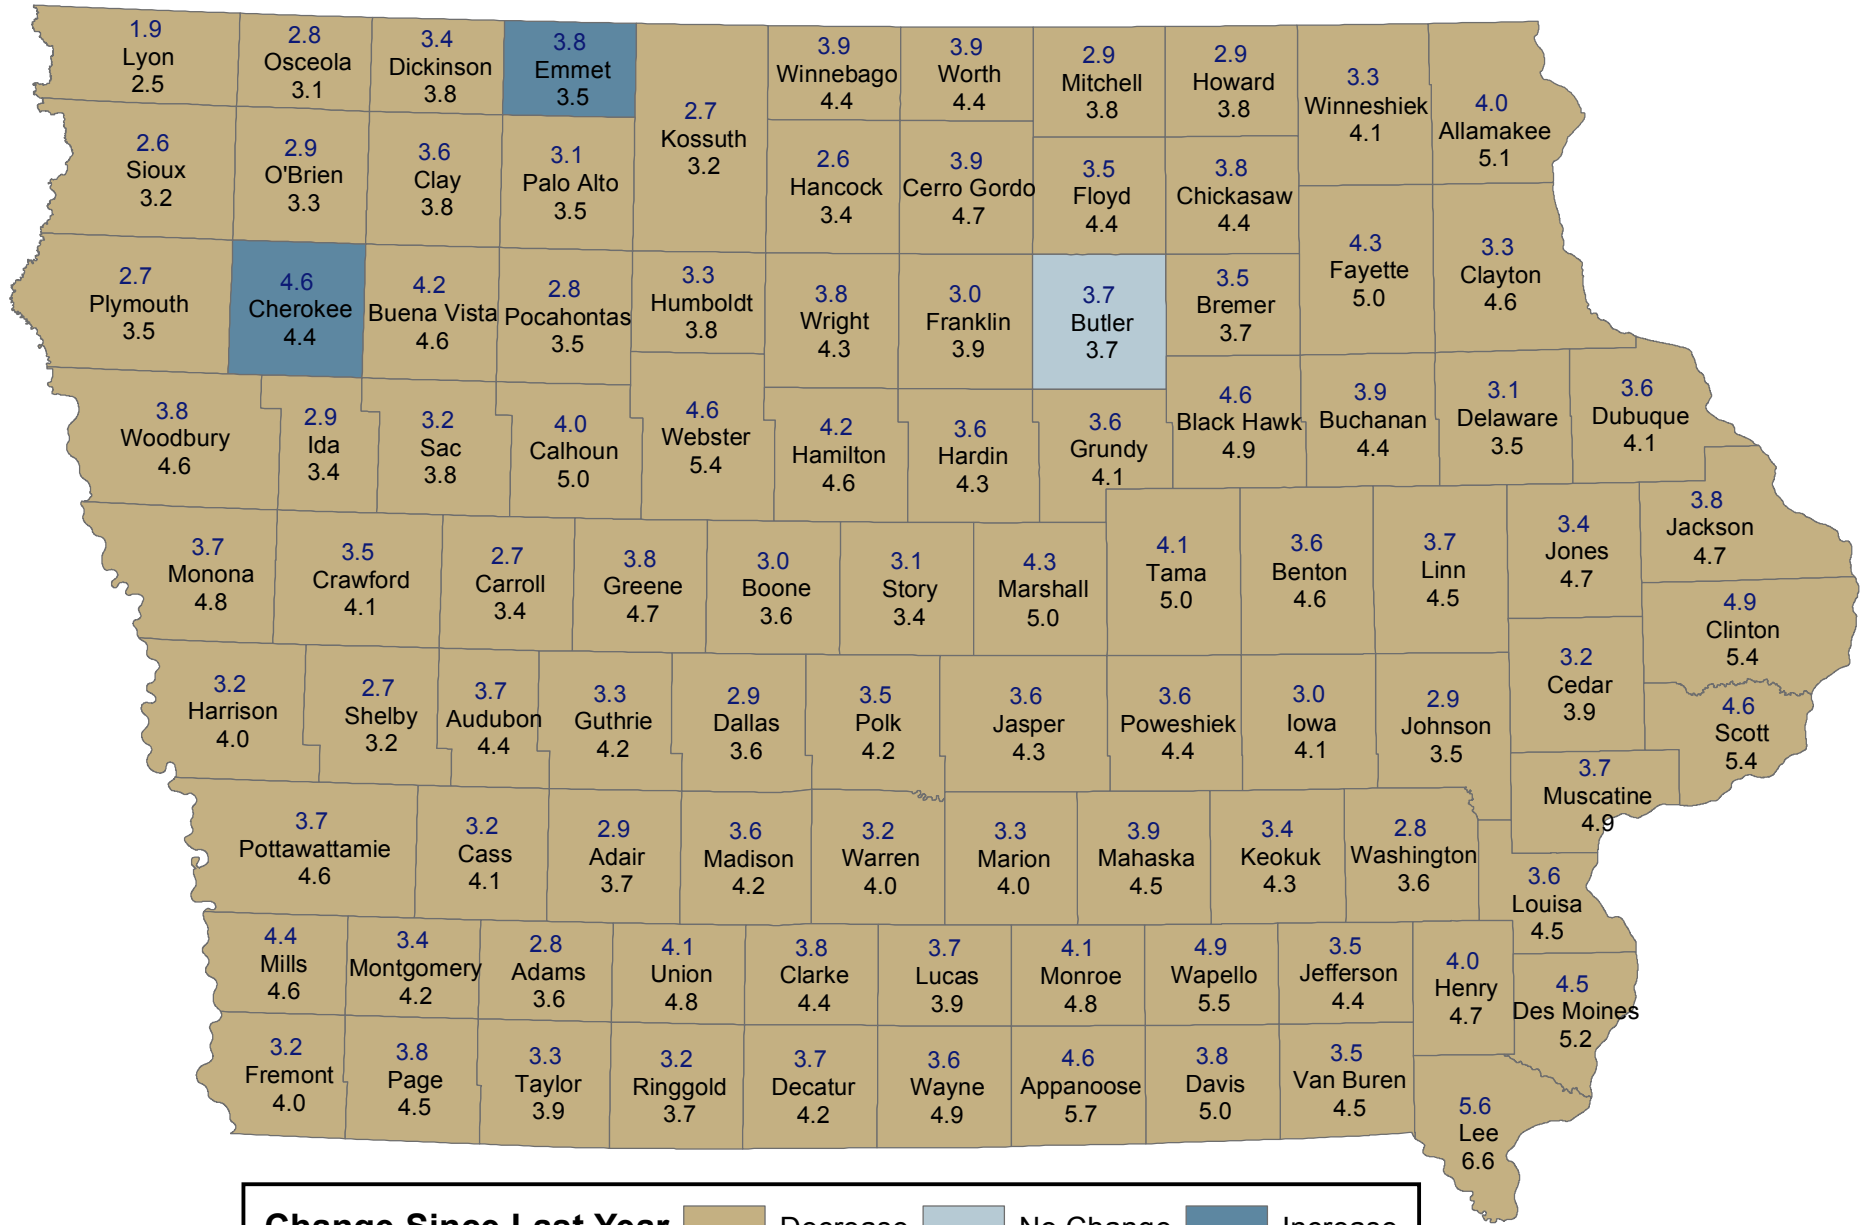 1.9
Lyon
2.5
2.8
Osceola
3.1
3.4
Dickinson
3.8
3.8
Emmet
3.5
2.7
Kossuth
3.2
3.9
Winnebago
4.4
3.9
Worth
4.4
2.9
Mitchell
3.8
2.9
Howard
3.8
3.3
Winneshiek
4.1
4.0
Allamakee
5.1
2.6
Sioux
3.2
2.9
O'Brien
3.3
3.6
Clay
3.8
3.1
Palo Alto
3.5
2.6
Hancock
3.4
3.9
Cerro Gordo
4.7
3.5
Floyd
4.4
3.8
Chickasaw
4.4
4.3
Fayette
5.0
3.3
Clayton
4.6
2.7
Plymouth
3.5
4.6
Cherokee
4.4
4.2
Buena Vista
4.6
2.8
Pocahontas
3.5
3.3
Humboldt
3.8
3.8
Wright
4.3
3.0
Franklin
3.9
3.7
Butler
3.7
3.5
Bremer
3.7
3.8
Woodbury
4.6
2.9
Ida
3.4
3.2
Sac
3.8
4.0
Calhoun
5.0
4.6
Webster
5.4
4.2
Hamilton
4.6
3.6
Hardin
4.3
3.6
Grundy
4.1
4.6
Black Hawk
4.9
3.9
Buchanan
4.4
3.1
Delaware
3.5
3.6
Dubuque
4.1
3.7
Monona
4.8
3.5
Crawford
4.1
2.7
Carroll
3.4
3.8
Greene
4.7
3.0
Boone
3.6
3.1
Story
3.4
4.3
Marshall
5.0
4.1
Tama
5.0
3.6
Benton
4.6
3.7
Linn
4.5
3.4
Jones
4.7
3.8
Jackson
4.7
4.9
Clinton
5.4
3.2
Harrison
4.0
2.7
Shelby
3.2
3.7
Audubon
4.4
3.3
Guthrie
4.2
2.9
Dallas
3.6
3.5
Polk
4.2
3.6
Jasper
4.3
3.6
Poweshiek
4.4
3.0
Iowa
4.1
2.9
Johnson
3.5
3.2
Cedar
3.9
4.6
Scott
5.4
3.7
Muscatine
4.9
3.7
Pottawattamie
4.6
3.2
Cass
4.1
2.9
Adair
3.7
3.6
Madison
4.2
3.2
Warren
4.0
3.3
Marion
4.0
3.9
Mahaska
4.5
3.4
Keokuk
4.3
2.8
Washington
3.6
3.6
Louisa
4.5
4.4
Mills
4.6
3.4
Montgomery
4.2
2.8
Adams
3.6
4.1
Union
4.8
3.8
Clarke
4.4
3.7
Lucas
3.9
4.1
Monroe
4.8
4.9
Wapello
5.5
3.5
Jefferson
4.4
4.0
Henry
4.7
4.5
Des Moines
5.2
3.2
Fremont
4.0
3.8
Page
4.5
3.3
Taylor
3.9
3.2
Ringgold
3.7
3.7
Decatur
4.2
3.6
Wayne
4.9
4.6
Appanoose
5.7
3.8
Davis
5.0
3.5
Van Buren
4.5
5.6
Lee
6.6
Change Since Last Year Decrease No Change Increase